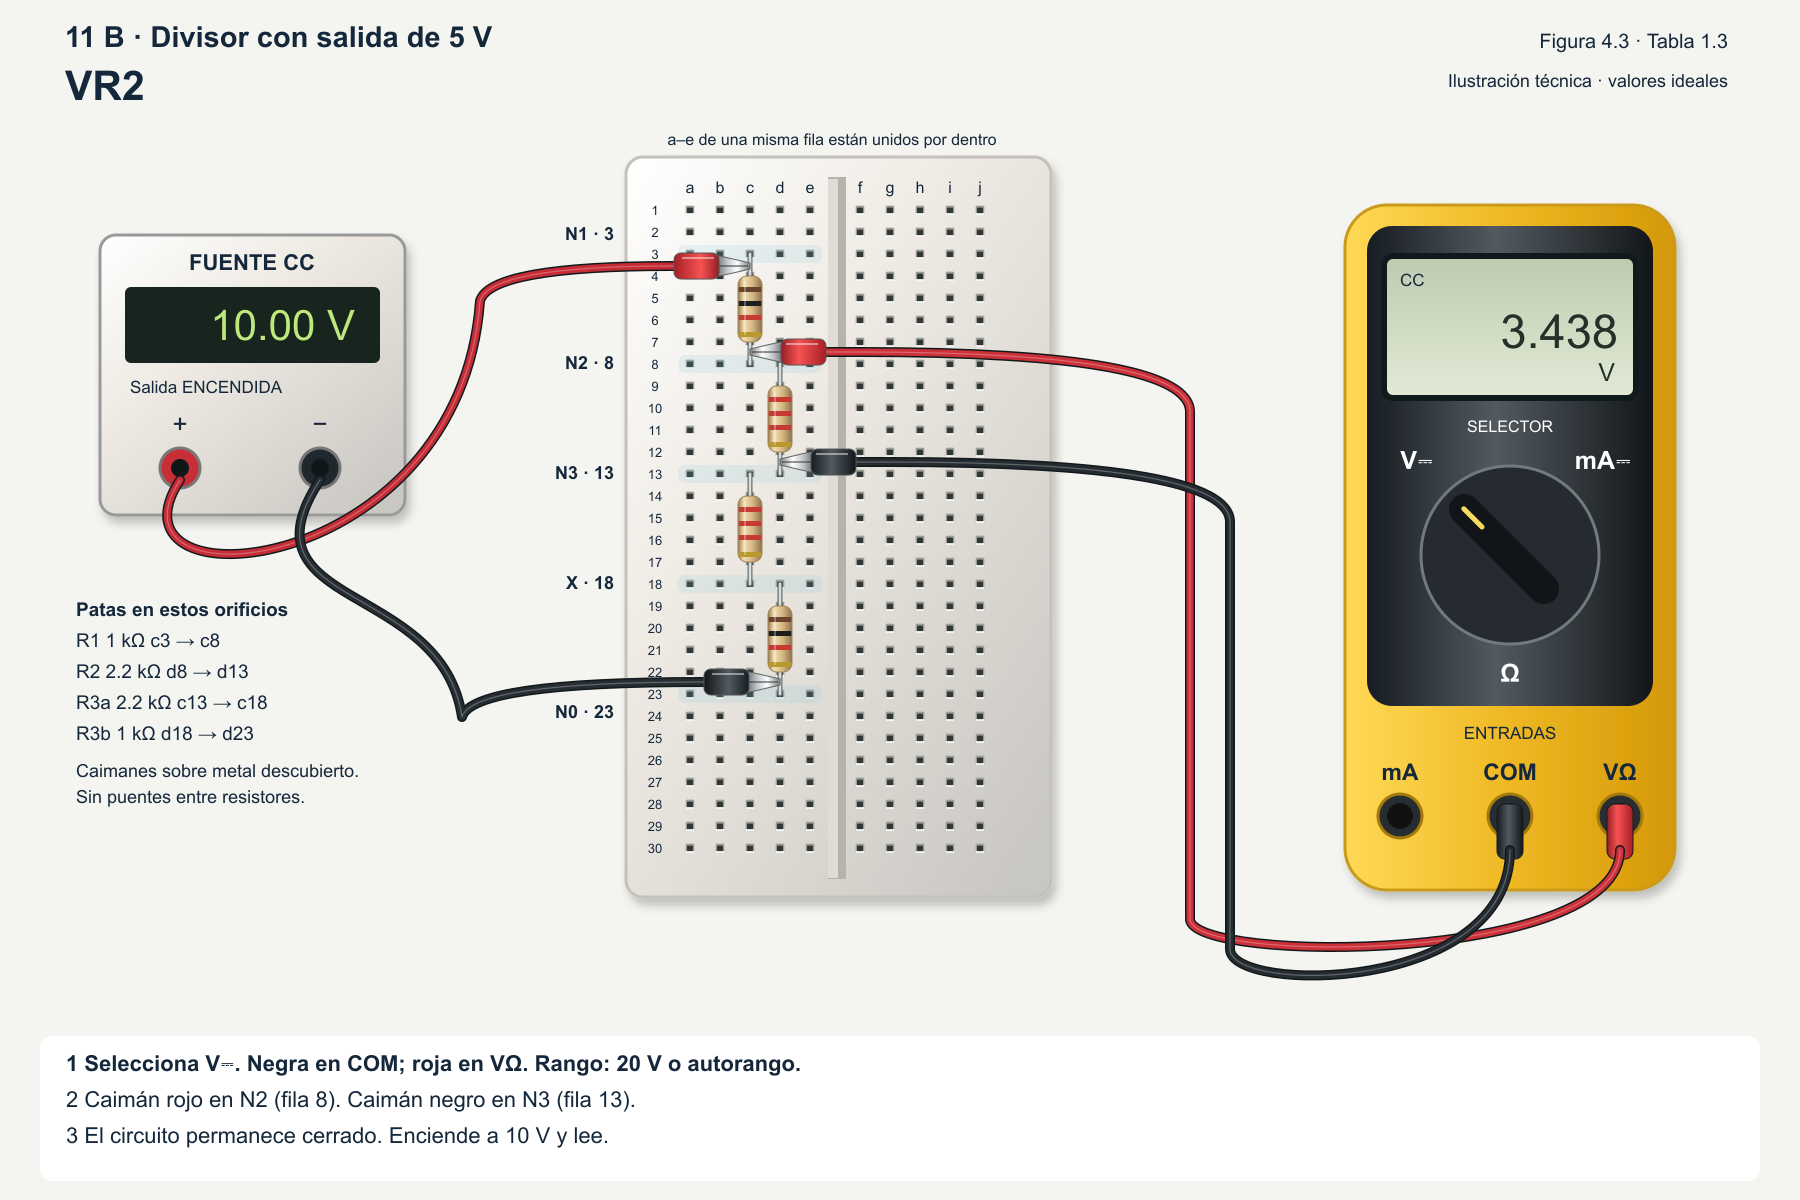 11 B · Divisor con salida de 5 V
VR2
Figura 4.3 · Tabla 1.3
Ilustración técnica · valores ideales
a–e de una misma fila están unidos por dentro
a b c d e f g h i j
1
2
3
4
5
6
7
8
9
10
11
12
13
14
15
16
17
18
19
20
21
22
23
24
25
26
27
28
29
30
N1 · 3
N2 · 8
N3 · 13
X · 18
N0 · 23
FUENTE CC
10.00 V
Salida ENCENDIDA
+ −
Patas en estos orificios
R1 1 kΩ c3 → c8
R2 2.2 kΩ d8 → d13
R3a 2.2 kΩ c13 → c18
R3b 1 kΩ d18 → d23
Caimanes sobre metal descubierto.
Sin puentes entre resistores.
CC
3.438
V
SELECTOR
V⎓ mA⎓
Ω
ENTRADAS
mA COM VΩ
1 Selecciona V⎓. Negra en COM; roja en VΩ. Rango: 20 V o autorango.
2 Caimán rojo en N2 (fila 8). Caimán negro en N3 (fila 13).
3 El circuito permanece cerrado. Enciende a 10 V y lee.